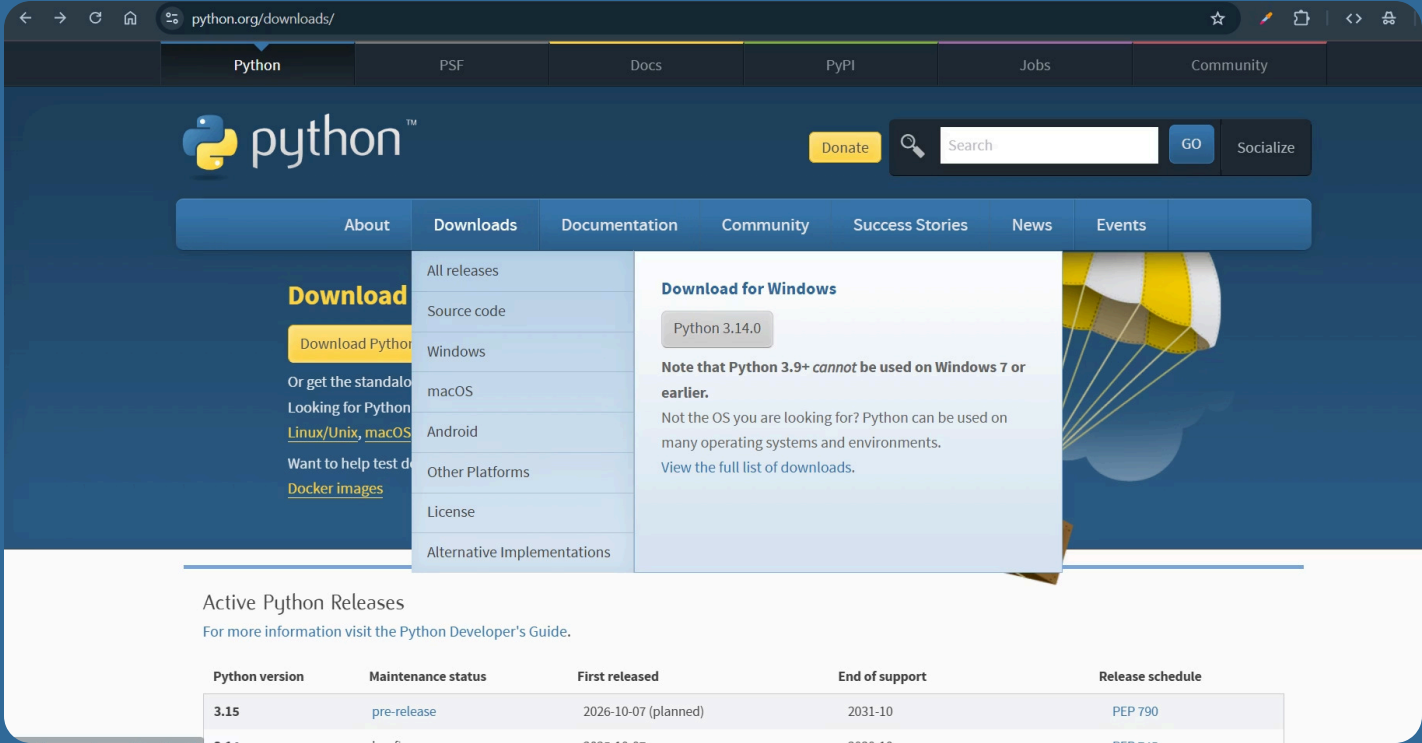 python.org/downloads/
Python PSF Docs PyPI Jobs Community
python™
Donate Search GO Socialize
About Downloads Documentation Community Success Stories News Events
Download
Download Python
Or get the standalo
Looking for Python
Linux/Unix, macOS
Want to help test de
Docker images
All releases
Source code
Windows
macOS
Android
Other Platforms
License
Alternative Implementations
Download for Windows
Python 3.14.0
Note that Python 3.9+ cannot be used on Windows 7 or
earlier.
Not the OS you are looking for? Python can be used on
many operating systems and environments.
View the full list of downloads.
Active Python Releases
For more information visit the Python Developer's Guide.
Python version Maintenance status First released End of support Release schedule
3.15 pre-release 2026-10-07 (planned) 2031-10 PEP 790